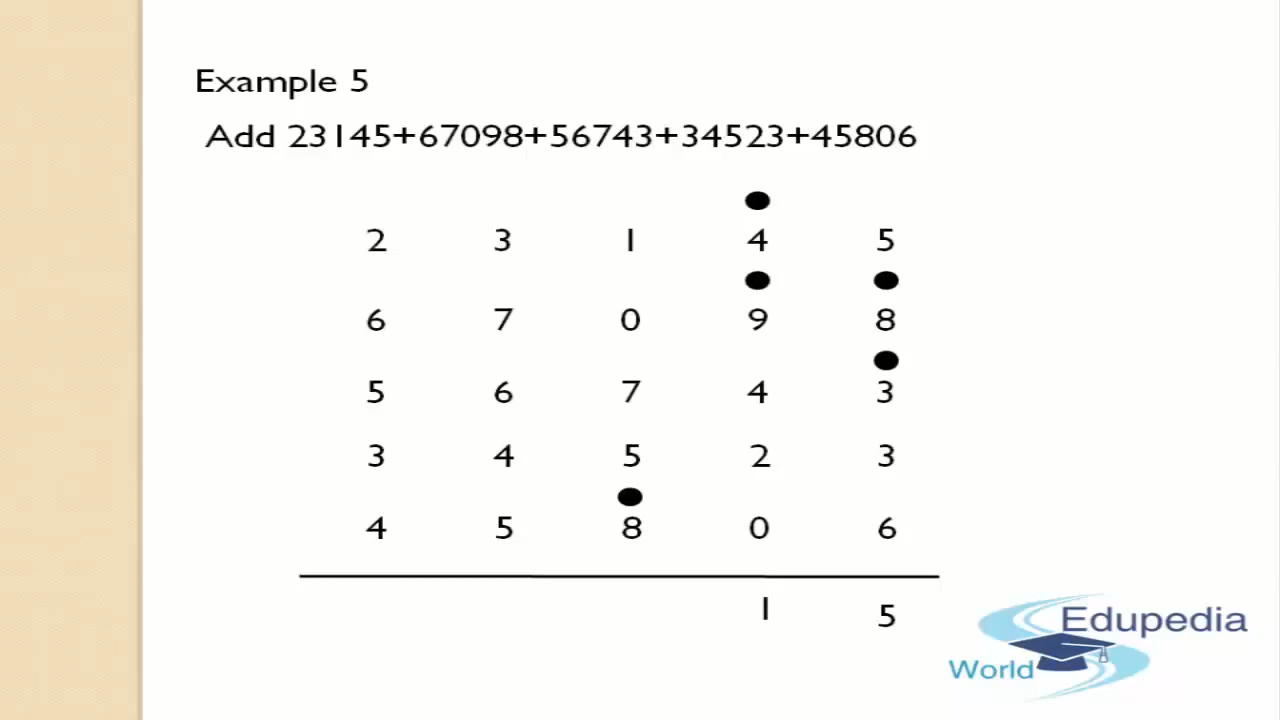 Example 5
Add 23145+67098+56743+34523+45806
2 3 1 4 5
6 7 0 9 8
5 6 7 4 3
3 4 5 2 3
4 5 8 0 6
1 5
Edupedia
World